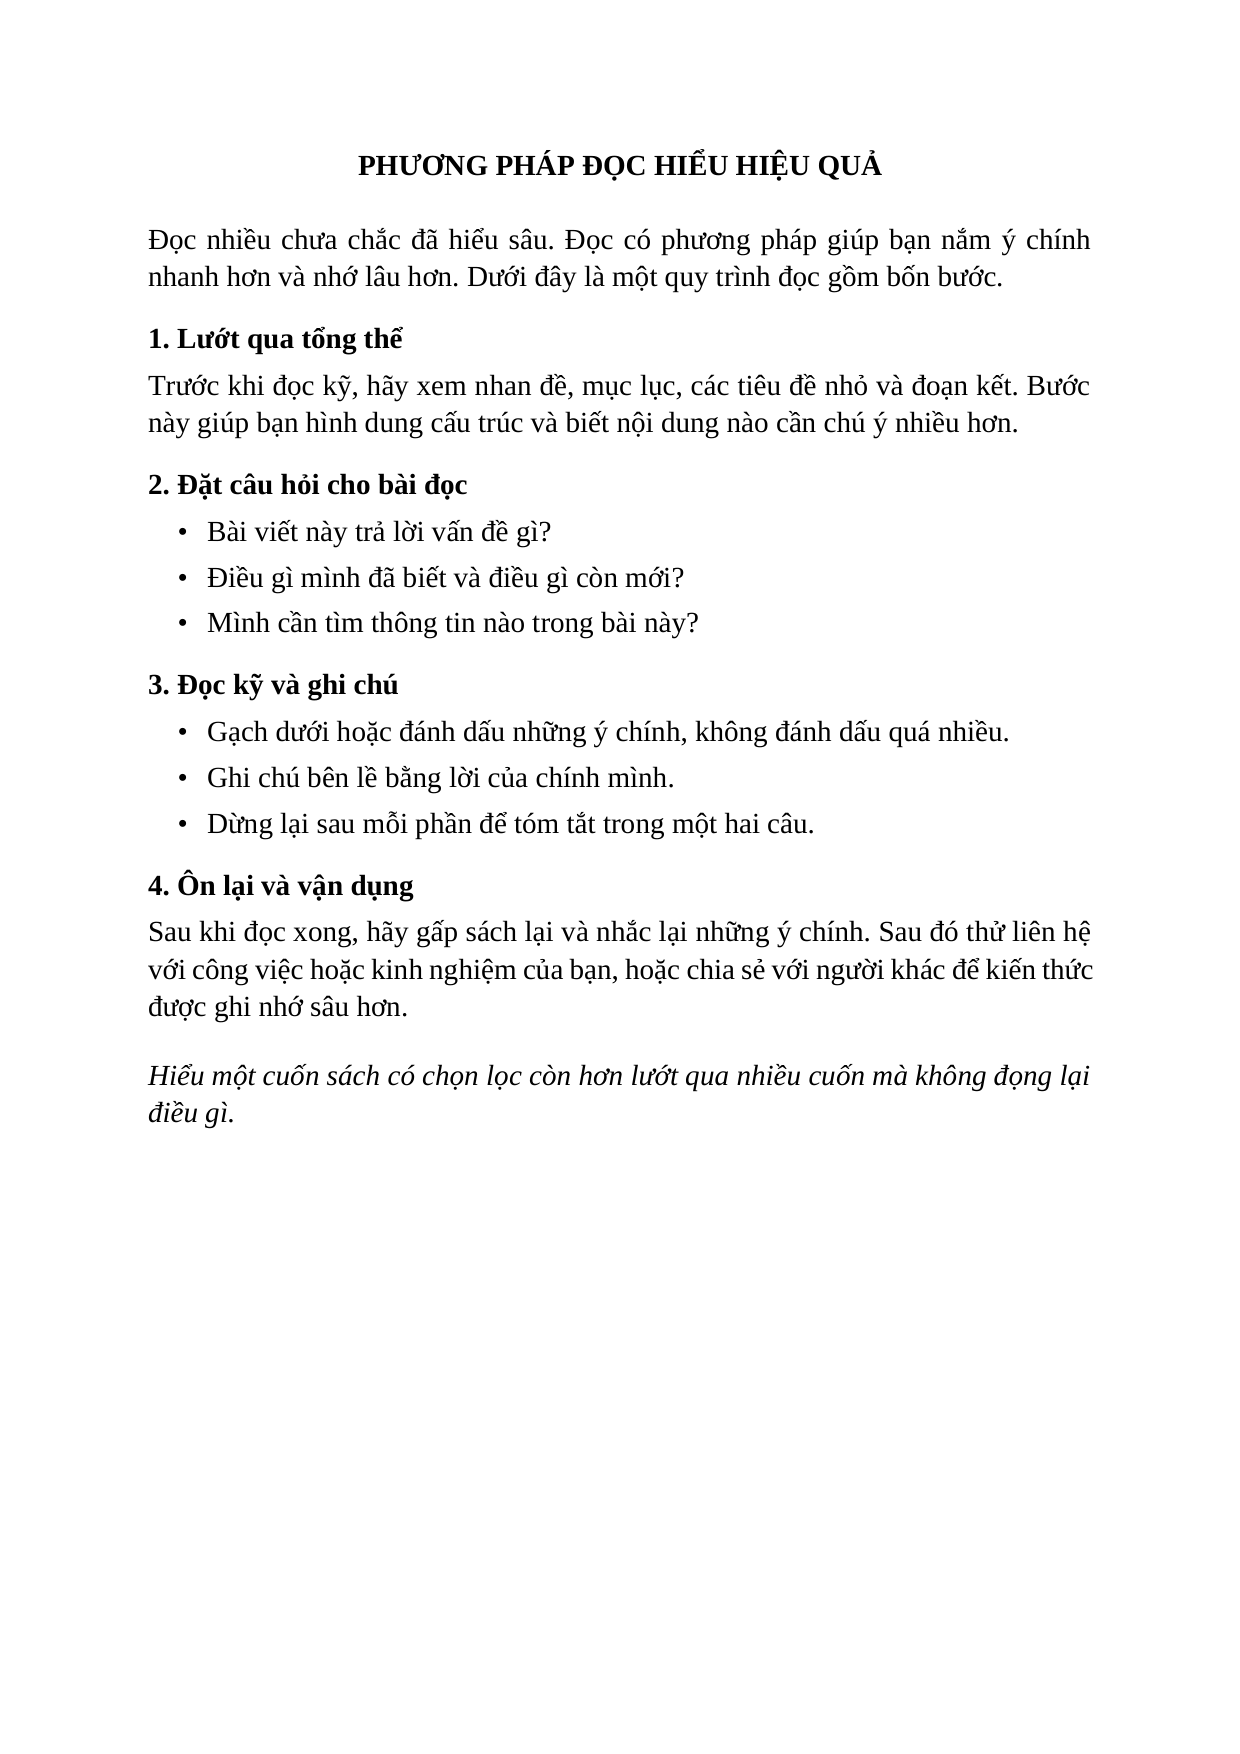 PHƯƠNG PHÁP ĐỌC HIỂU HIỆU QUẢ
Đọc nhiều chưa chắc đã hiểu sâu. Đọc có phương pháp giúp bạn nắm ý chính
nhanh hơn và nhớ lâu hơn. Dưới đây là một quy trình đọc gồm bốn bước.
1. Lướt qua tổng thể
Trước khi đọc kỹ, hãy xem nhan đề, mục lục, các tiêu đề nhỏ và đoạn kết. Bước
này giúp bạn hình dung cấu trúc và biết nội dung nào cần chú ý nhiều hơn.
2. Đặt câu hỏi cho bài đọc
• Bài viết này trả lời vấn đề gì?
• Điều gì mình đã biết và điều gì còn mới?
• Mình cần tìm thông tin nào trong bài này?
3. Đọc kỹ và ghi chú
• Gạch dưới hoặc đánh dấu những ý chính, không đánh dấu quá nhiều.
• Ghi chú bên lề bằng lời của chính mình.
• Dừng lại sau mỗi phần để tóm tắt trong một hai câu.
4. Ôn lại và vận dụng
Sau khi đọc xong, hãy gấp sách lại và nhắc lại những ý chính. Sau đó thử liên hệ
với công việc hoặc kinh nghiệm của bạn, hoặc chia sẻ với người khác để kiến thức
được ghi nhớ sâu hơn.
Hiểu một cuốn sách có chọn lọc còn hơn lướt qua nhiều cuốn mà không đọng lại
điều gì.